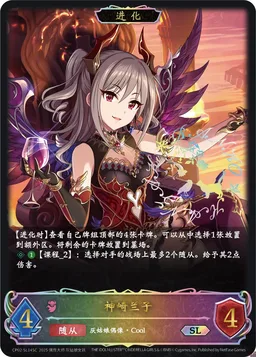 进化
【进化时】查看自己牌组顶部的4张卡牌。可以从中选择1张放置到额外区。将剩余的卡牌放置到墓场。
【课程_2】：选择对手的战场上最多2个随从。给予其2点伤害。
神崎兰子
4
随从
灰姑娘偶像・Cool
SL
4